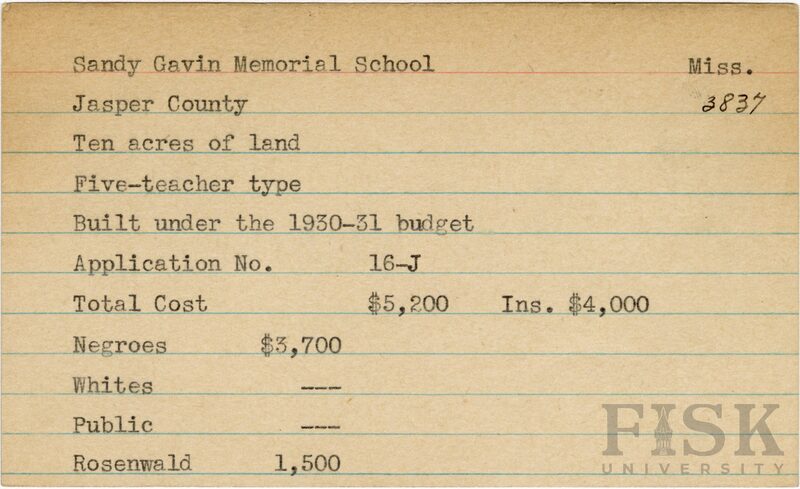 Sandy Gavin Memorial School Miss.
Jasper County 3837
Ten acres of land
Five-teacher type
Built under the 1930-31 budget
Application No. 16-J
Total Cost $5,200 Ins. $4,000
Negroes $3,700
Whites ---
Public ---
Rosenwald 1,500
FISK
UNIVERSITY